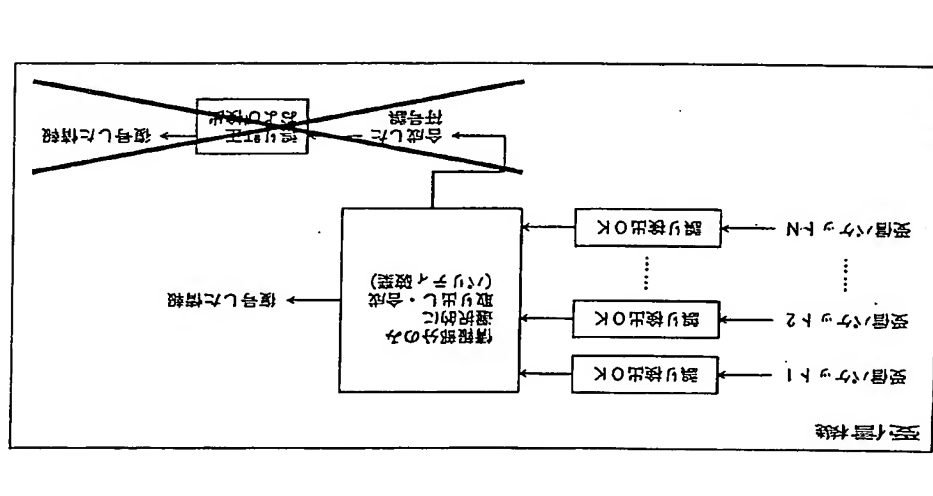 受信機
受信パケット1
誤り検出OK
受信パケット2
誤り検出OK
受信パケットN
誤り検出OK
情報部分のみ
選択的に
取り出し・合成
(パリティ破棄)
復号した情報
合成した
符号誤
誤り訂正
および検出
復号した情報